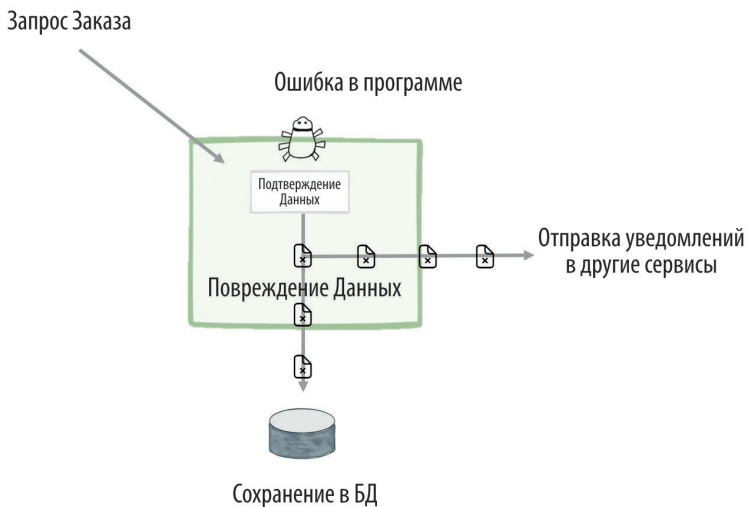 Запрос Заказа
Ошибка в программе
Подтверждение
Данных
Отправка уведомлений
в другие сервисы
Повреждение Данных
Сохранение в БД